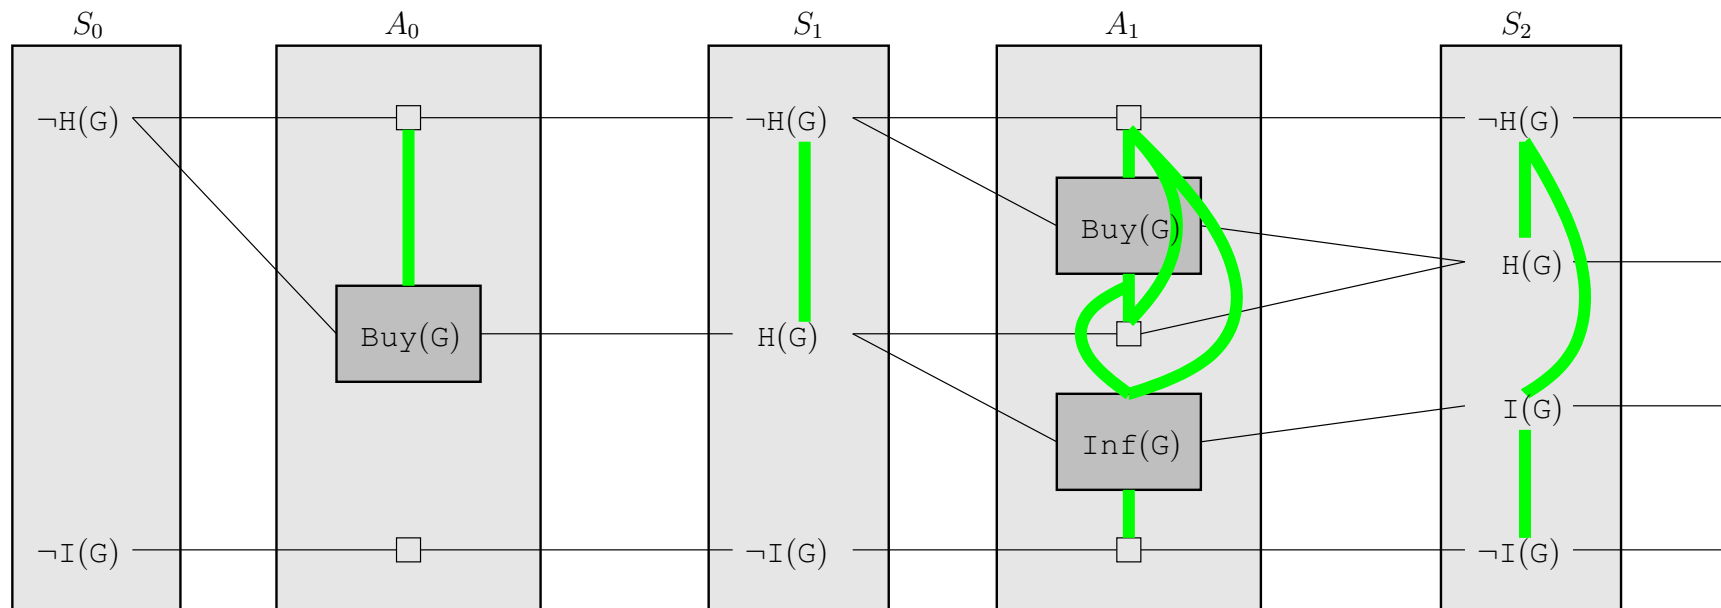 S₀ A₀ S₁ A₁ S₂
¬H(G) ¬H(G) ¬H(G)
Buy(G)
H(G)
Buy(G) H(G)
I(G)
Inf(G)
¬I(G) ¬I(G) ¬I(G)